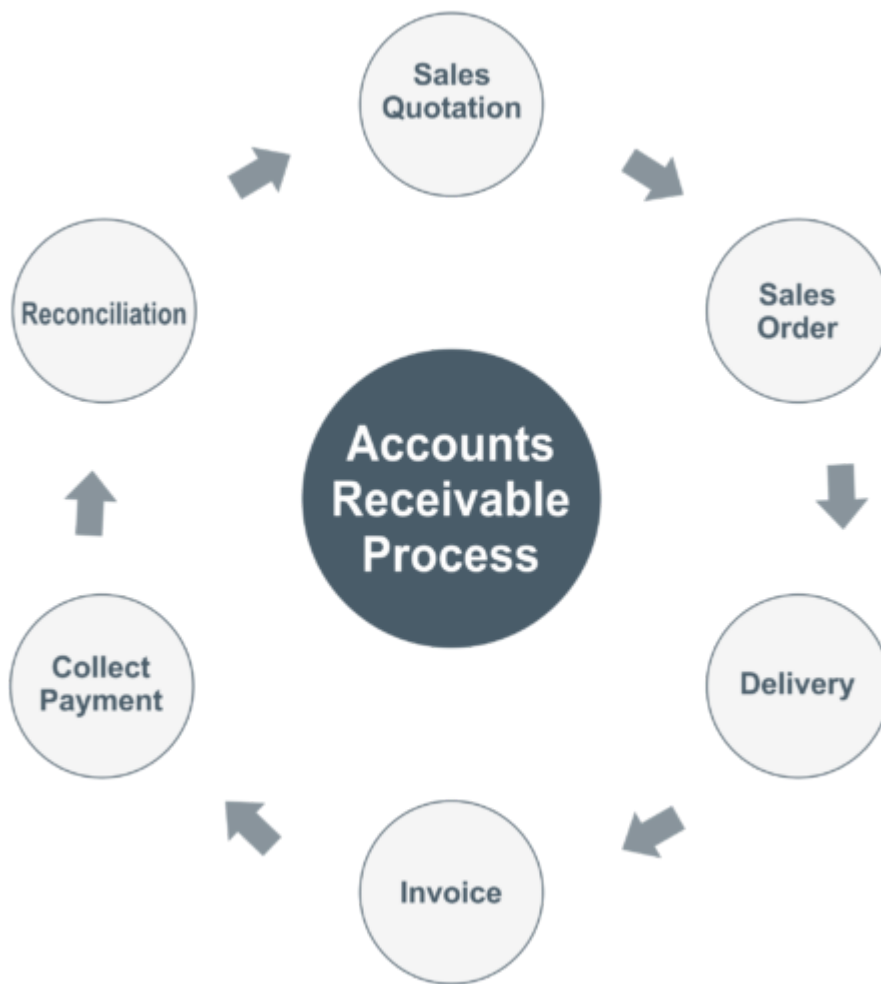 Sales
Quotation
Sales
Order
Delivery
Invoice
Collect
Payment
Reconciliation
Accounts
Receivable
Process